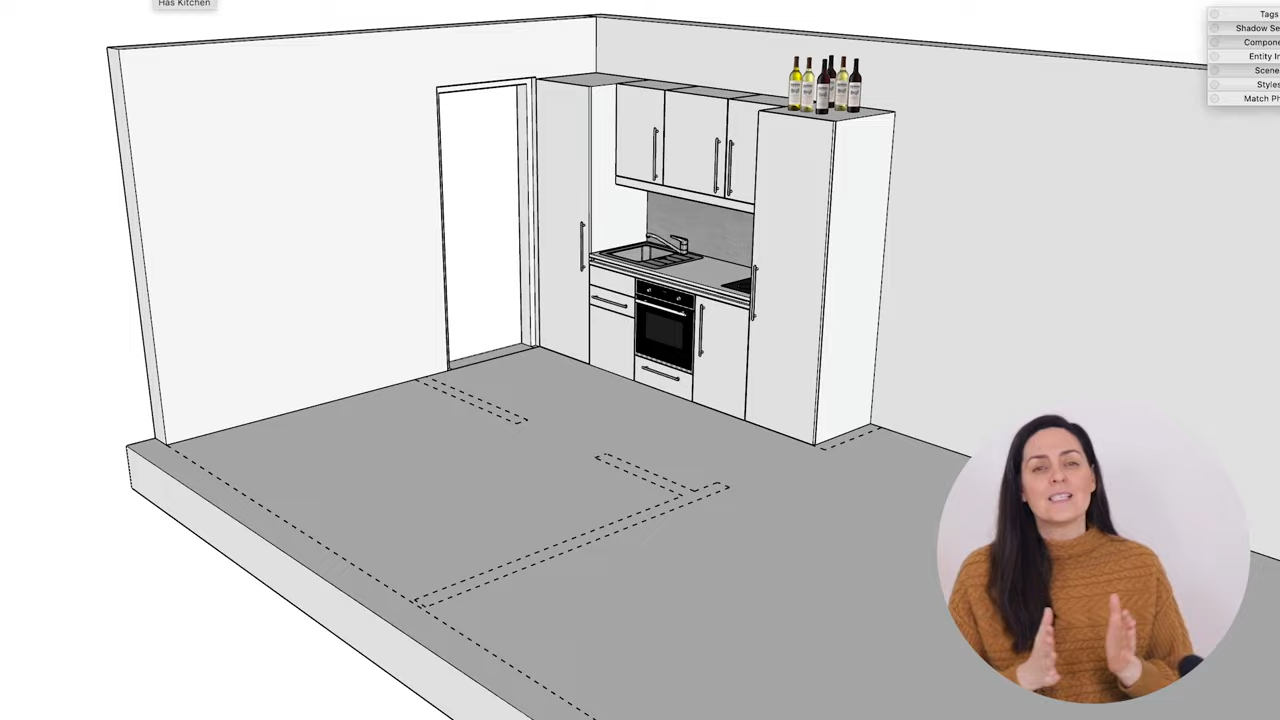 Has Kitchen
Tags
Shadow Se
Compone
Entity In
Scene
Styles
Match Ph